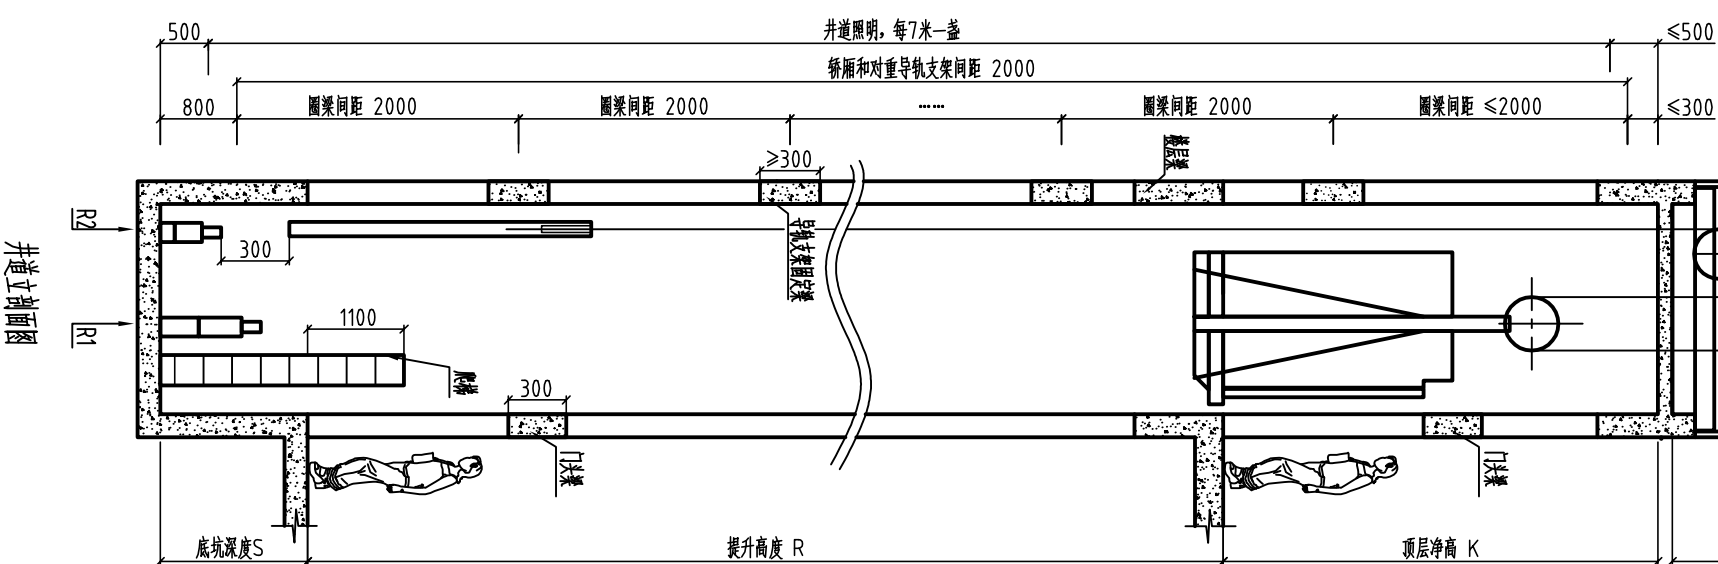 500
井道照明，每7米一盏
≤500
轿厢和对重导轨支架间距 2000
800
圈梁间距 2000
圈梁间距 2000
……
圈梁间距 2000
圈梁间距 ≤2000
≤300
≥300
楼层梁
R2
300
导轨支架固定梁
井道立剖面图
R1
1100
爬梯
300
门头梁
门头梁
底坑深度S
提升高度 R
顶层净高 K